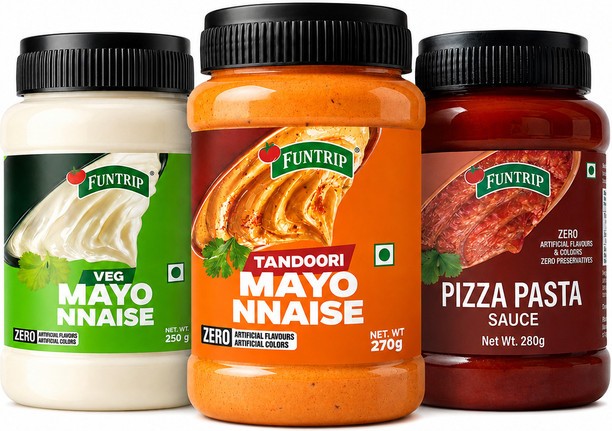 FUNTRIP
VEG
MAYO
NNAISE
ZERO
ARTIFICIAL FLAVORS
ARTIFICIAL COLORS
NET. WT.
250 g
FUNTRIP
TANDOORI
MAYO
NNAISE
ZERO
ARTIFICIAL FLAVOURS
ARTIFICIAL COLORS
NET. WT
270g
FUNTRIP
ZERO
ARTIFICIAL FLAVOURS
& COLORS
ZERO PRESERVATIVES
PIZZA PASTA
SAUCE
Net Wt. 280g